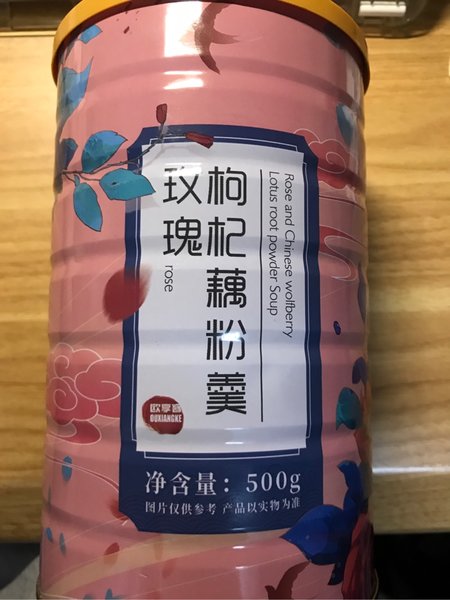 玫瑰
rose
枸杞藕粉羹
Rose and Chinese wolfberry
Lotus root powder Soup
欧享客
OUXIANGKE
净含量：500g
图片仅供参考 产品以实物为准